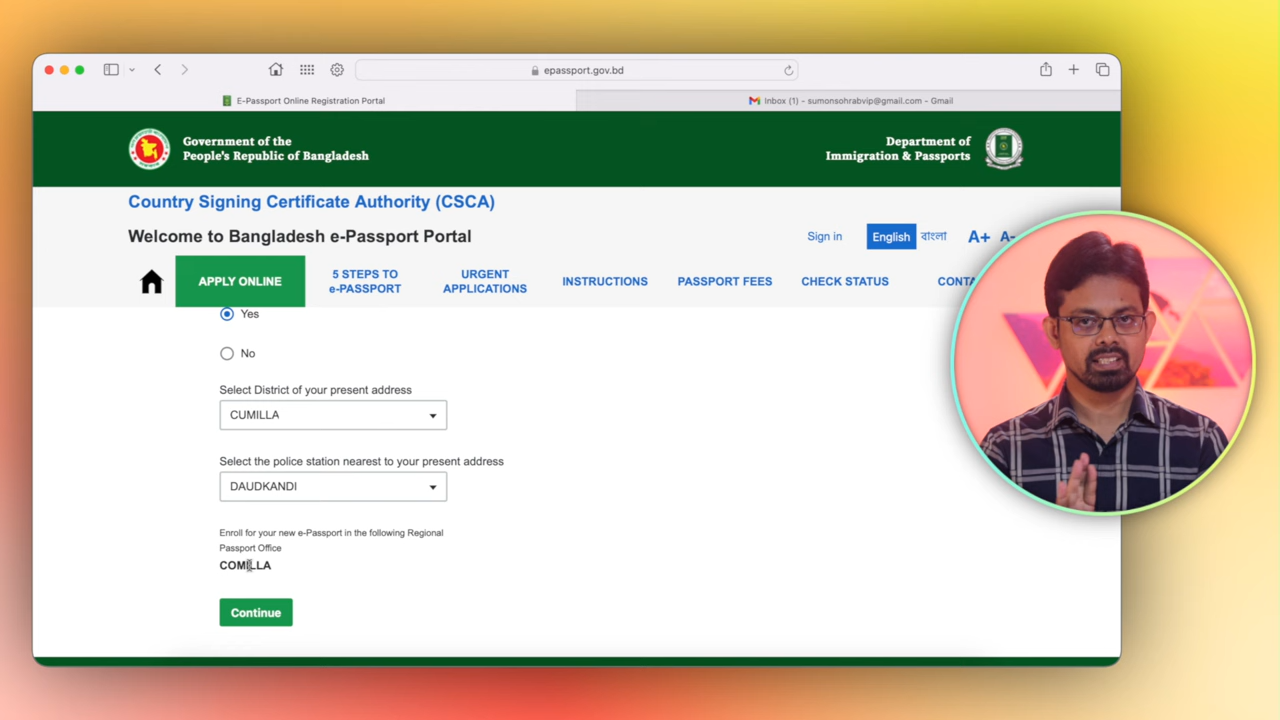 epassport.gov.bd
E-Passport Online Registration Portal
Inbox (1) - sumonsohrabvip@gmail.com - Gmail
Government of the
People's Republic of Bangladesh
Department of
Immigration & Passports
Country Signing Certificate Authority (CSCA)
Welcome to Bangladesh e-Passport Portal
Sign in
English
বাংলা
A+
A-
APPLY ONLINE
5 STEPS TO
e-PASSPORT
URGENT
APPLICATIONS
INSTRUCTIONS
PASSPORT FEES
CHECK STATUS
CONTA
Yes
No
Select District of your present address
CUMILLA
Select the police station nearest to your present address
DAUDKANDI
Enroll for your new e-Passport in the following Regional
Passport Office
COMILLA
Continue